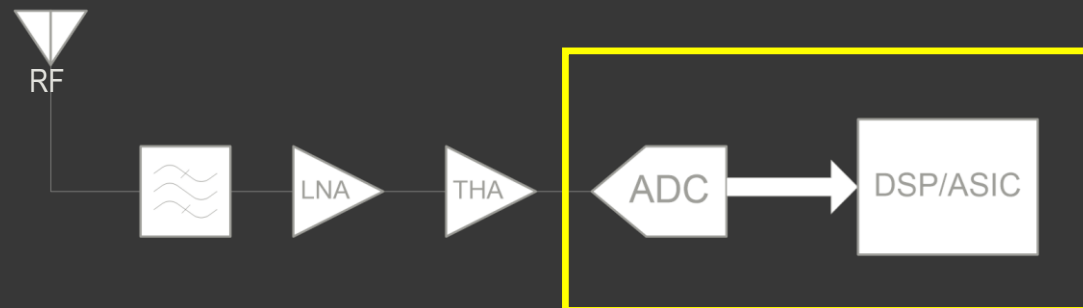 RF
LNA
THA
ADC
DSP/ASIC